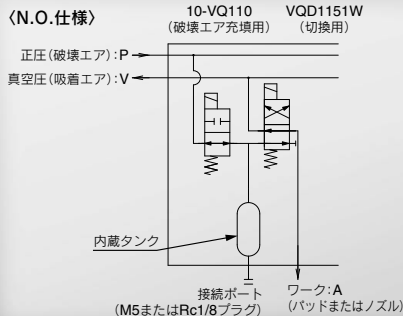 〈N.O.仕様〉
10-VQ110
(破壊エア充填用)
VQD1151W
(切換用)
正圧(破壊エア):P
真空圧(吸着エア):V
内蔵タンク
接続ポート
(M5またはRc1/8プラグ)
ワーク:A
(パッドまたはノズル)